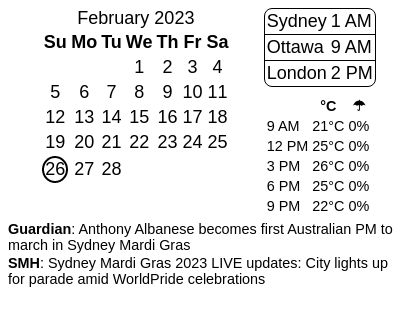 February 2023
Su Mo Tu We Th Fr Sa
1 2 3 4
5 6 7 8 9 10 11
12 13 14 15 16 17 18
19 20 21 22 23 24 25
26 27 28
Sydney 1 AM
Ottawa 9 AM
London 2 PM
°C ☂
9 AM 21°C 0%
12 PM 25°C 0%
3 PM 26°C 0%
6 PM 25°C 0%
9 PM 22°C 0%
Guardian: Anthony Albanese becomes first Australian PM to
march in Sydney Mardi Gras
SMH: Sydney Mardi Gras 2023 LIVE updates: City lights up
for parade amid WorldPride celebrations